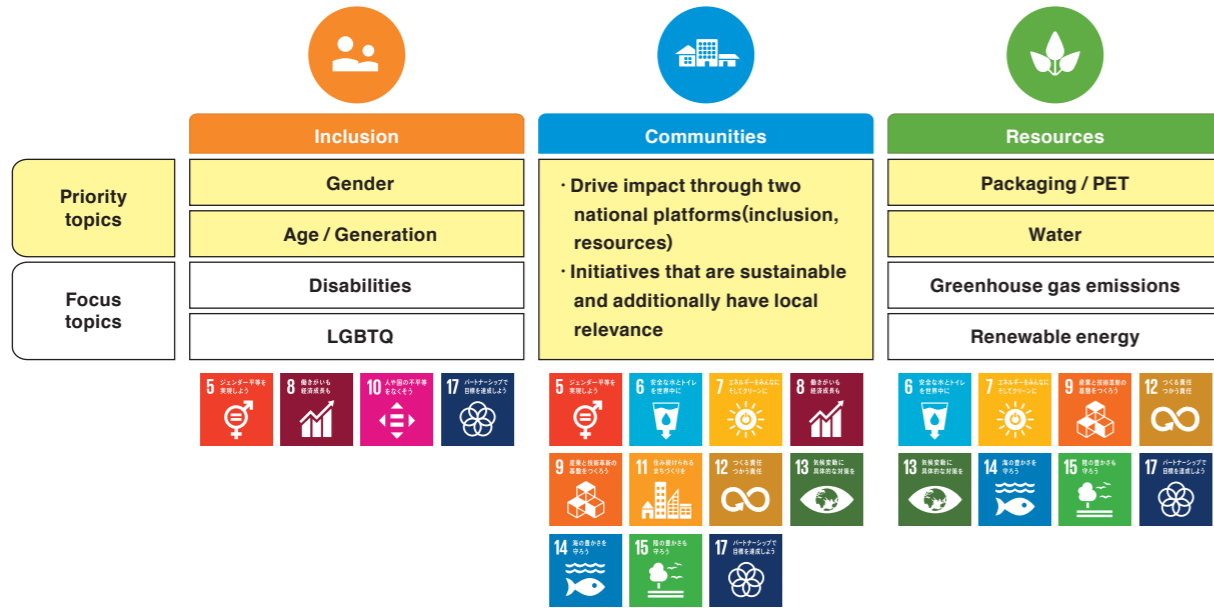 Inclusion
Communities
Resources
Priority
topics
Gender
Age / Generation
· Drive impact through two
national platforms(inclusion,
resources)
· Initiatives that are sustainable
and additionally have local
relevance
Packaging / PET
Water
Focus
topics
Disabilities
LGBTQ
Greenhouse gas emissions
Renewable energy
5 ジェンダー平等を
実現しよう
8 働きがいも
経済成長も
10 人や国の不平等
をなくそう
17 パートナーシップで
目標を達成しよう
5 ジェンダー平等を
実現しよう
6 安全な水とトイレ
を世界中に
7 エネルギーをみんなに
そしてクリーンに
8 働きがいも
経済成長も
9 産業と技術革新の
基盤をつくろう
11 住み続けられる
まちづくりを
12 つくる責任
つかう責任
13 気候変動に
具体的な対策を
14 海の豊かさを
守ろう
15 陸の豊かさも
守ろう
17 パートナーシップで
目標を達成しよう
6 安全な水とトイレ
を世界中に
7 エネルギーをみんなに
そしてクリーンに
9 産業と技術革新の
基盤をつくろう
12 つくる責任
つかう責任
13 気候変動に
具体的な対策を
14 海の豊かさを
守ろう
15 陸の豊かさも
守ろう
17 パートナーシップで
目標を達成しよう